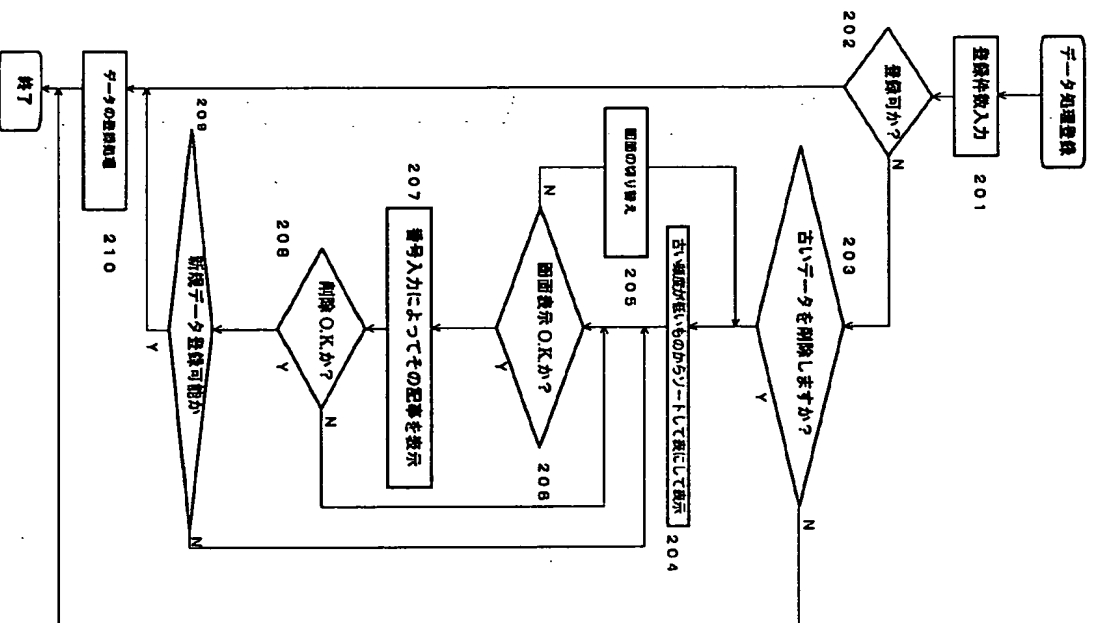 データ処理登録
登録件数入力
201
202
登録可か?
N
203
古いデータを削除しますか?
Y
N
古い頻度が低いものからソートして表にして表示
204
画面の切り替え
205
画面表示O.K.か?
206
N
Y
207
番号入力によってその記事を表示
208
削除O.K.か?
N
Y
209
新規データ登録可能か
N
Y
データの登録処理
210
終了